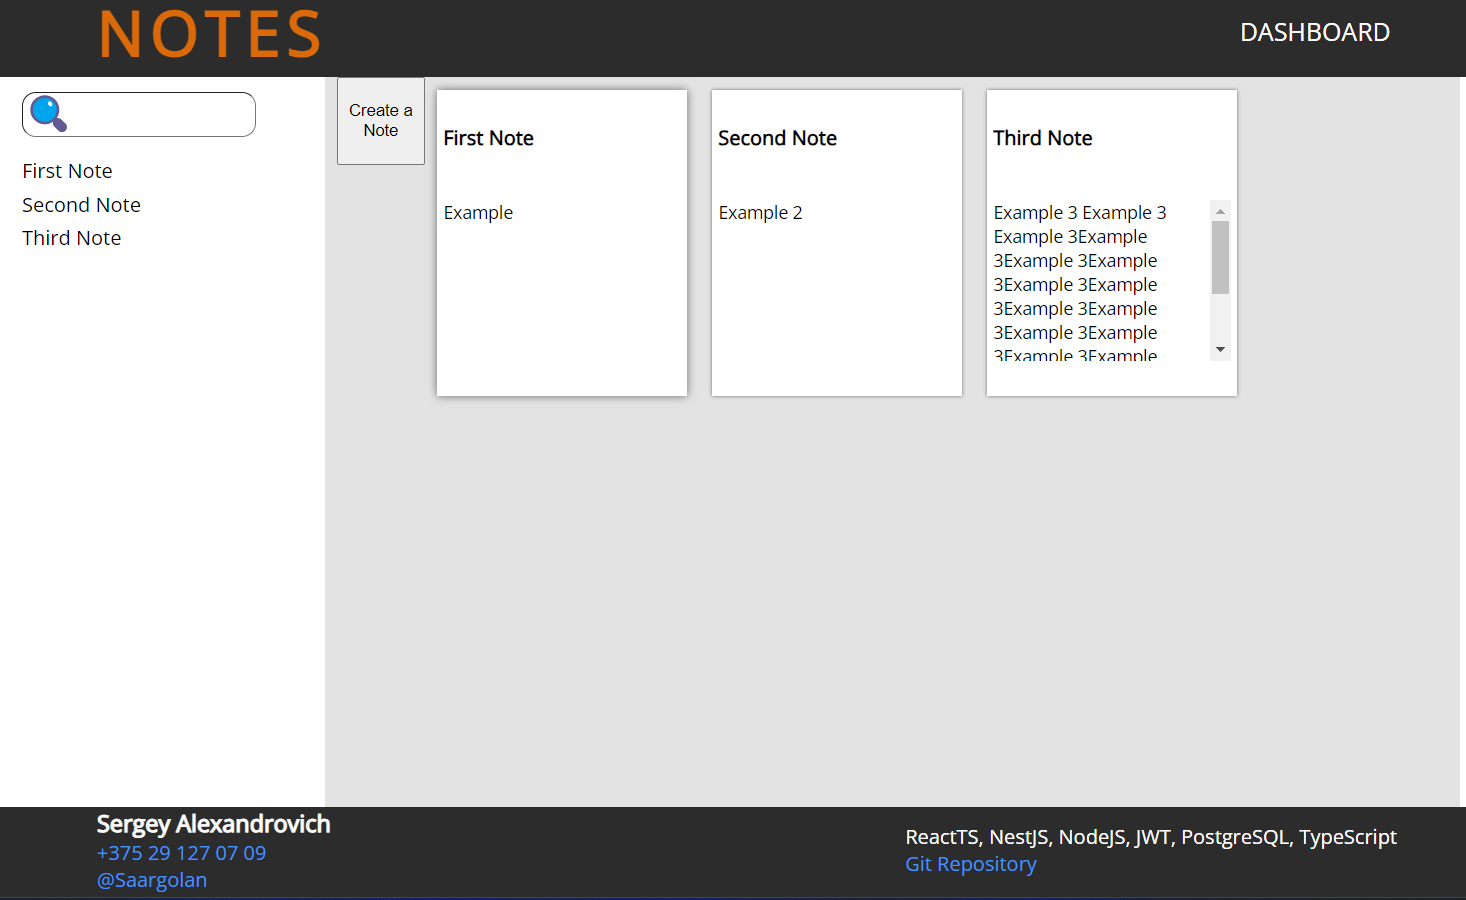 NOTES
DASHBOARD
First Note
Second Note
Third Note
Create a
Note
First Note
Example
Second Note
Example 2
Third Note
Example 3 Example 3
Example 3Example
3Example 3Example
3Example 3Example
3Example 3Example
3Example 3Example
3Example 3Example
Sergey Alexandrovich
+375 29 127 07 09
@Saargolan
ReactTS, NestJS, NodeJS, JWT, PostgreSQL, TypeScript
Git Repository